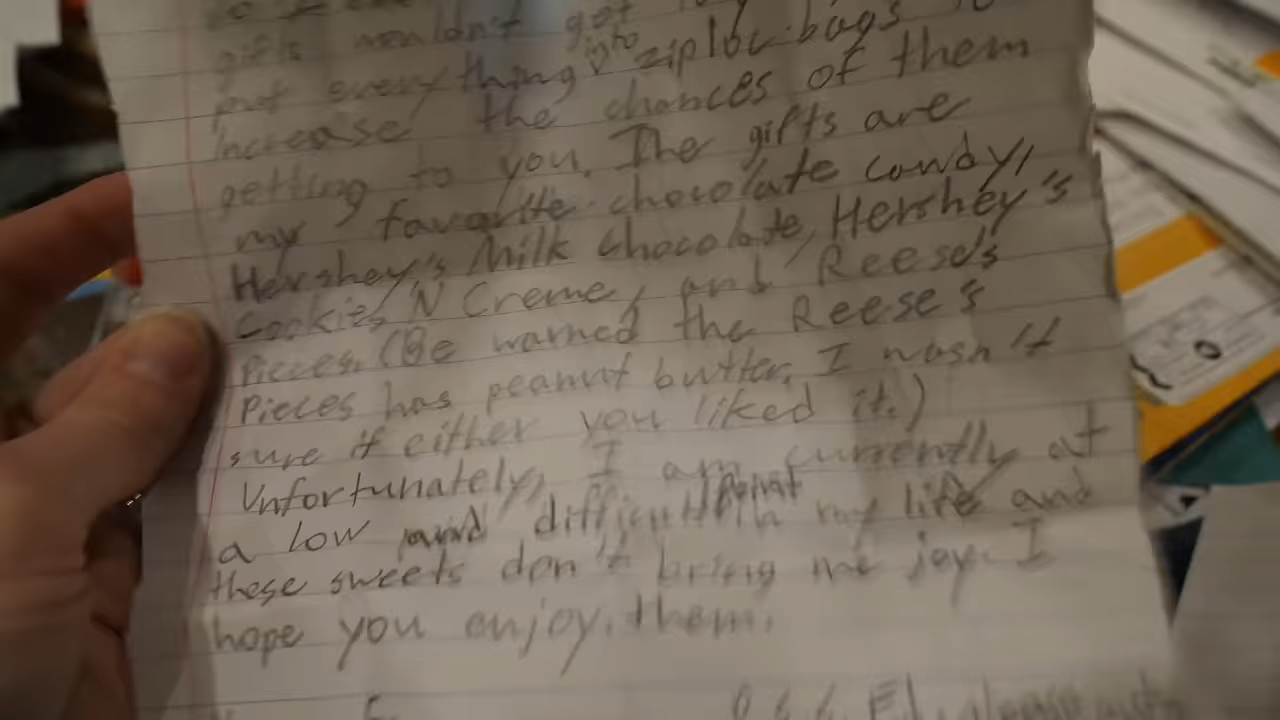 gifts wouldn't get
put everything into ziploc bags to
increase the chances of them
getting to you. The gifts are
my favorite chocolate candy,
Hershey's Milk Chocolate, Hershey's
Cookies 'N Creme, and Reese's
Pieces. (Be warned the Reese's
Pieces has peanut butter. I wasn't
sure if either you liked it.)
Unfortunately, I am currently at
a low and difficult point in my life and
these sweets don't bring me joy. I
hope you enjoy them.